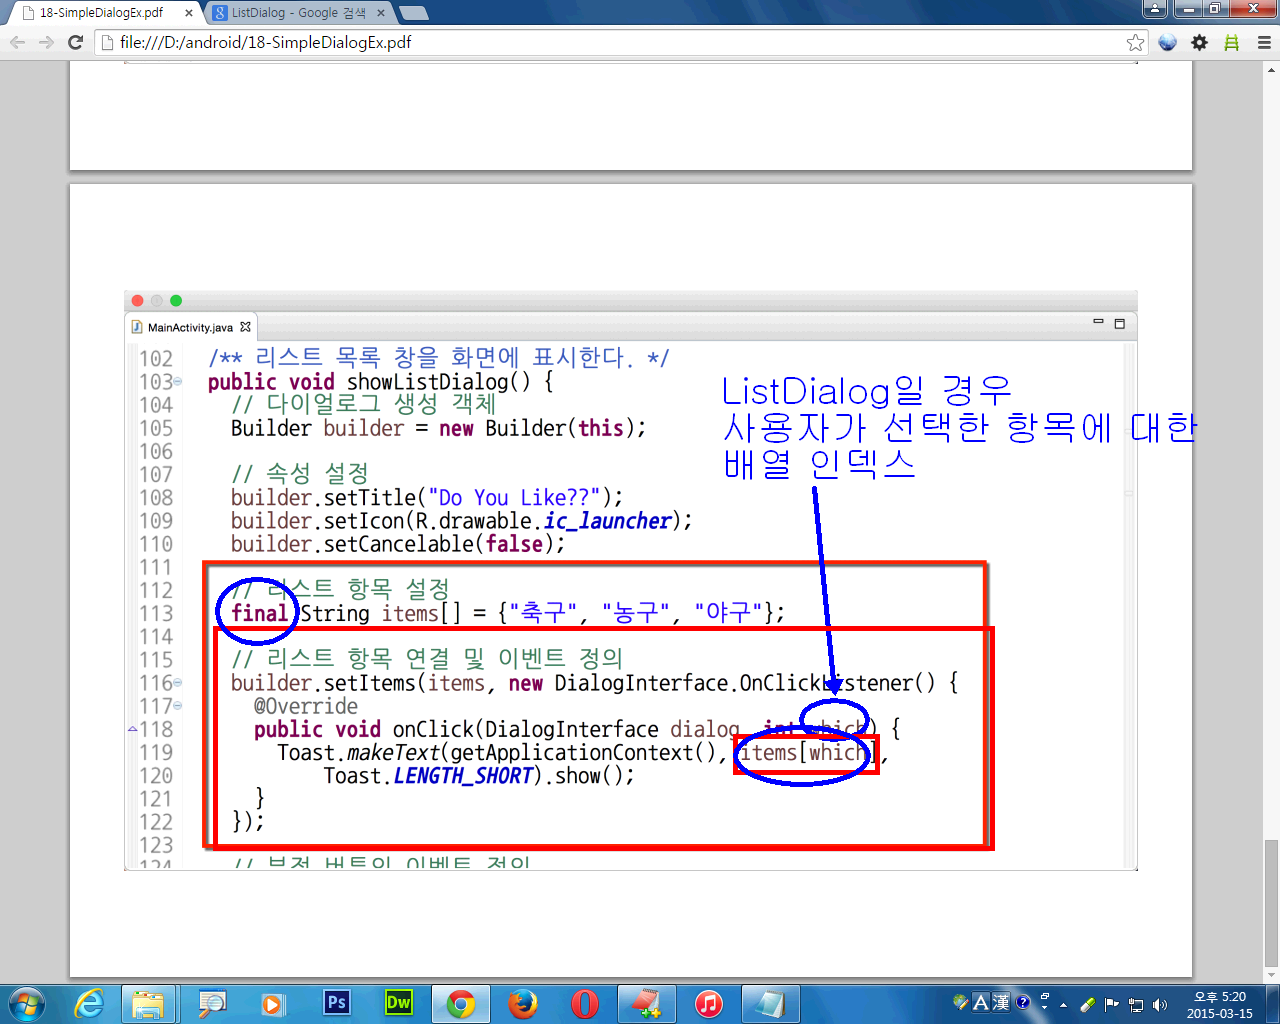 18-SimpleDialogEx.pdf
ListDialog - Google 검색
file:///D:/android/18-SimpleDialogEx.pdf
MainActivity.java
102 /** 리스트 목록 창을 화면에 표시한다. */
103 public void showListDialog() {
104 // 다이얼로그 생성 객체
105 Builder builder = new Builder(this);
106
107 // 속성 설정
108 builder.setTitle("Do You Like??");
109 builder.setIcon(R.drawable.ic_launcher);
110 builder.setCancelable(false);
111
112 // 리스트 항목 설정
113 final String items[] = {"축구", "농구", "야구"};
114
115 // 리스트 항목 연결 및 이벤트 정의
116 builder.setItems(items, new DialogInterface.OnClickListener() {
117 @Override
118 public void onClick(DialogInterface dialog, int which) {
119 Toast.makeText(getApplicationContext(), items[which],
120 Toast.LENGTH_SHORT).show();
121 }
122 });
123
124 // 부정 버튼의 이벤트 정의
ListDialog일 경우
사용자가 선택한 항목에 대한
배열 인덱스
Ps
Dw
A 漢
오후 5:20
2015-03-15